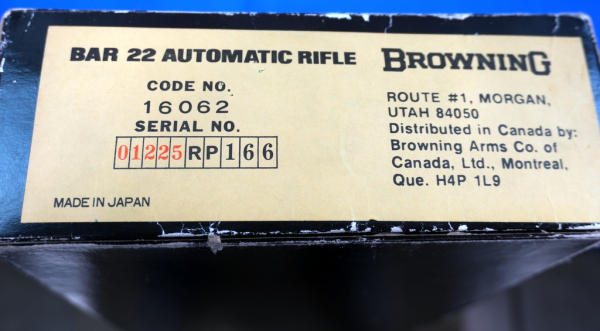 BAR 22 AUTOMATIC RIFLE
CODE NO.
16062
SERIAL NO.
01225RP166
MADE IN JAPAN
BROWNING
ROUTE #1, MORGAN,
UTAH 84050
Distributed in Canada by:
Browning Arms Co. of
Canada, Ltd., Montreal,
Que. H4P 1L9